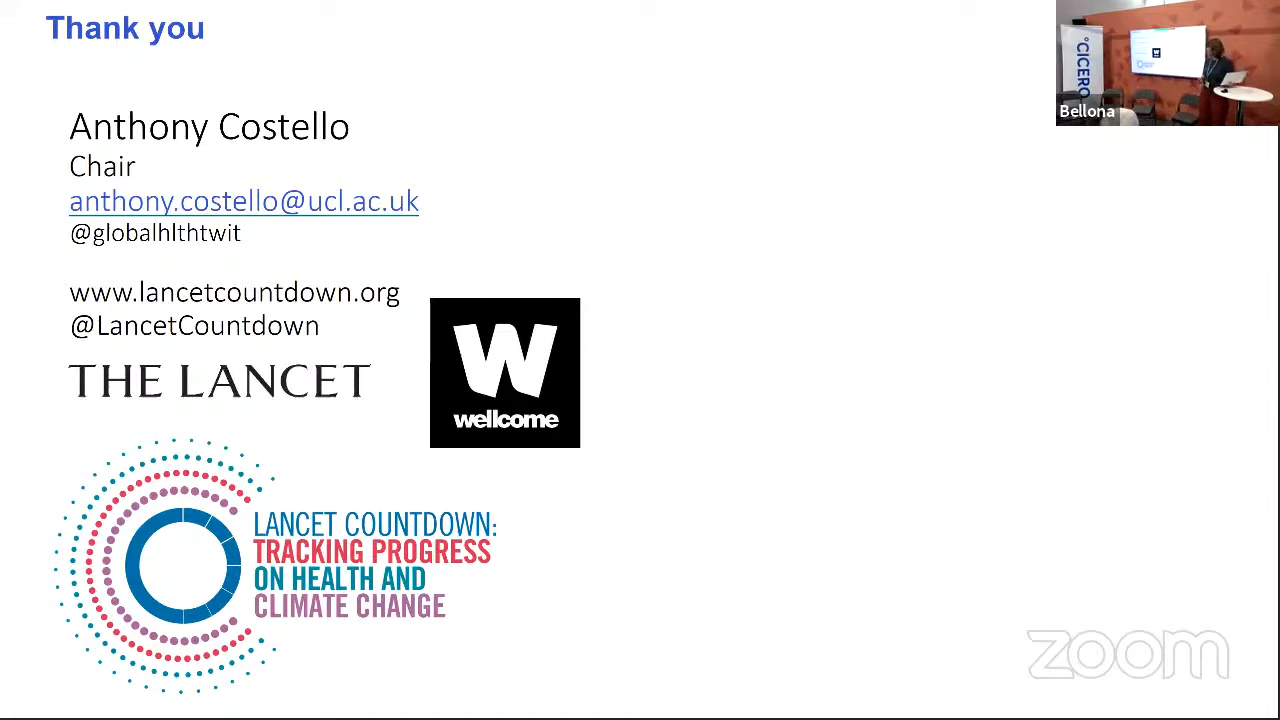 Thank you
Anthony Costello
Chair
anthony.costello@ucl.ac.uk
@globalhlthtwit
www.lancetcountdown.org
@LancetCountdown
THE LANCET
W
wellcome
LANCET COUNTDOWN:
TRACKING PROGRESS
ON HEALTH AND
CLIMATE CHANGE
°CICERO
Bellona
zoom